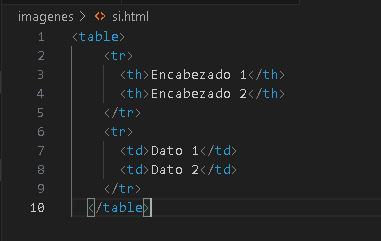 imagenes > <> si.html
1 <table>
2 <tr>
3 <th>Encabezado 1</th>
4 <th>Encabezado 2</th>
5 </tr>
6 <tr>
7 <td>Dato 1</td>
8 <td>Dato 2</td>
9 </tr>
10 </table>